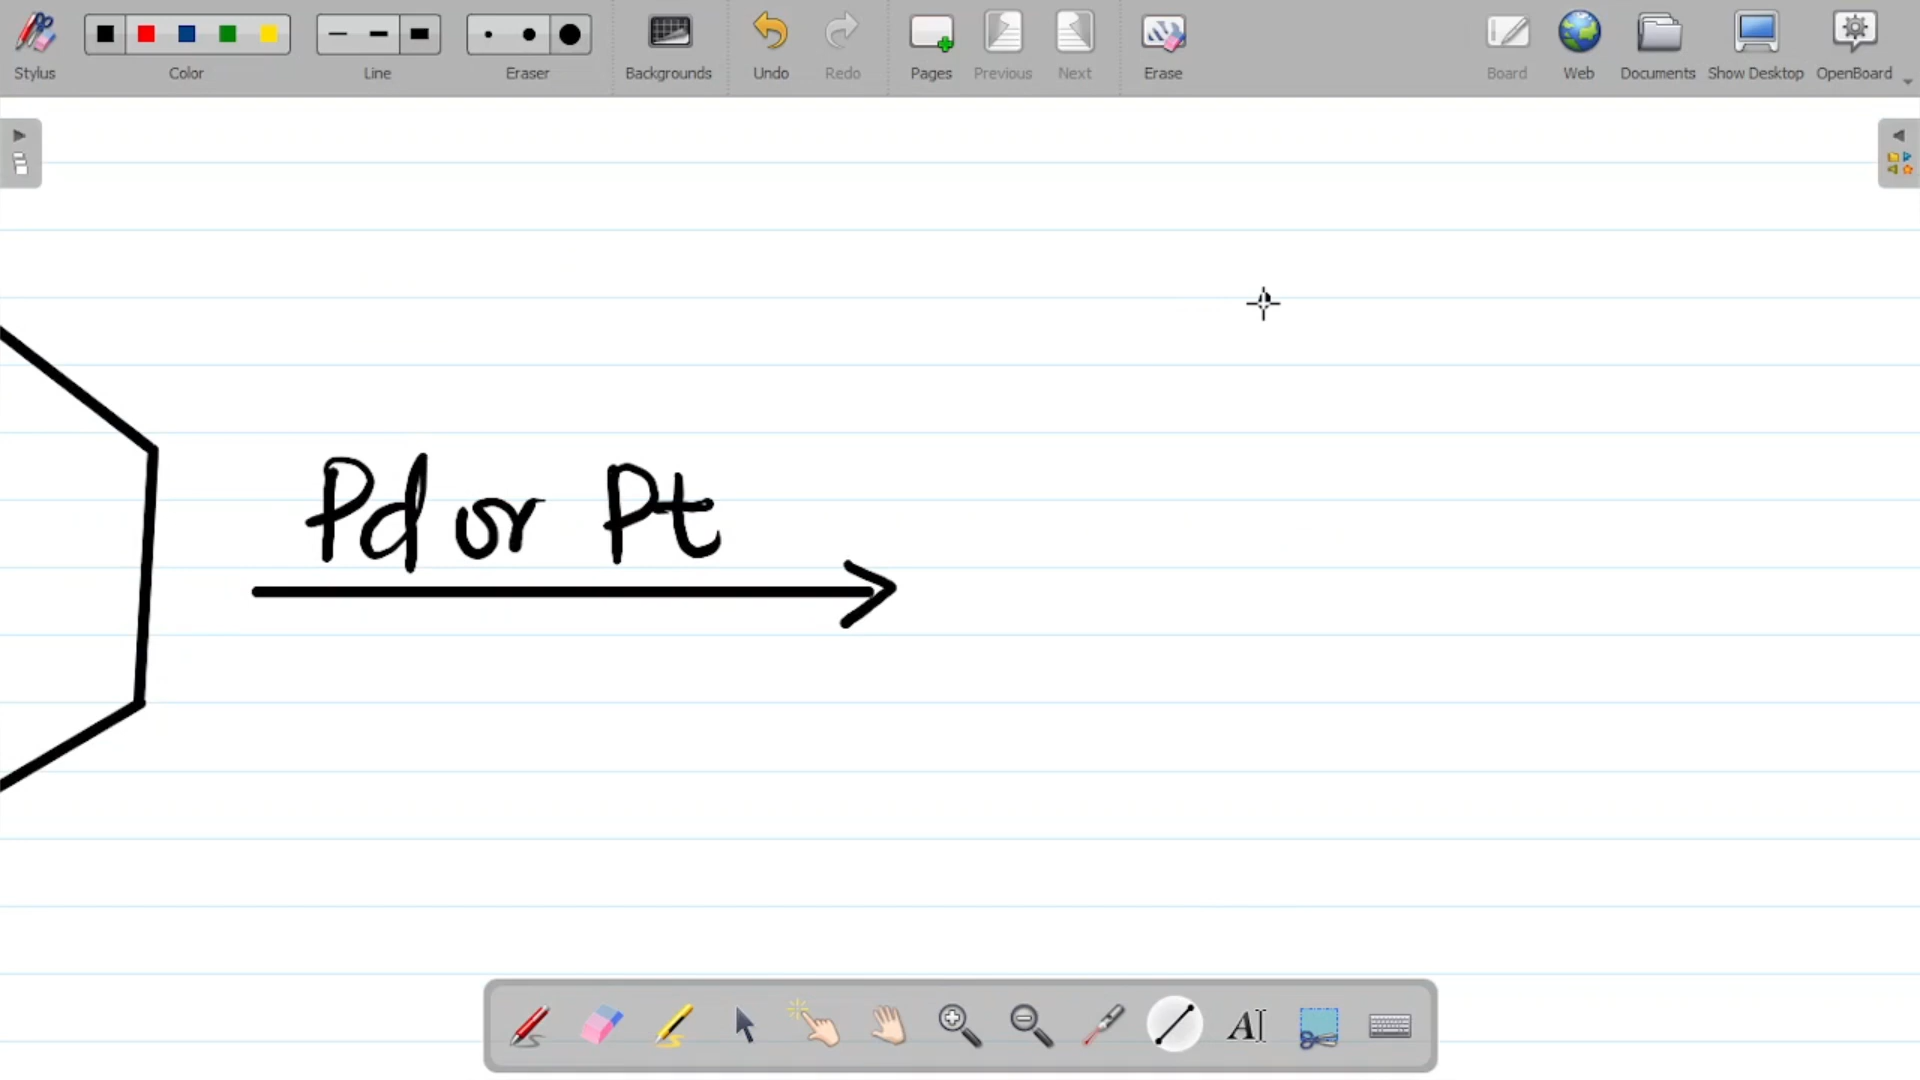 Stylus
Color
Line
Eraser
Backgrounds
Undo
Redo
Pages
Previous
Next
Erase
Board
Web
Documents
Show Desktop
OpenBoard
Pd or Pt
A